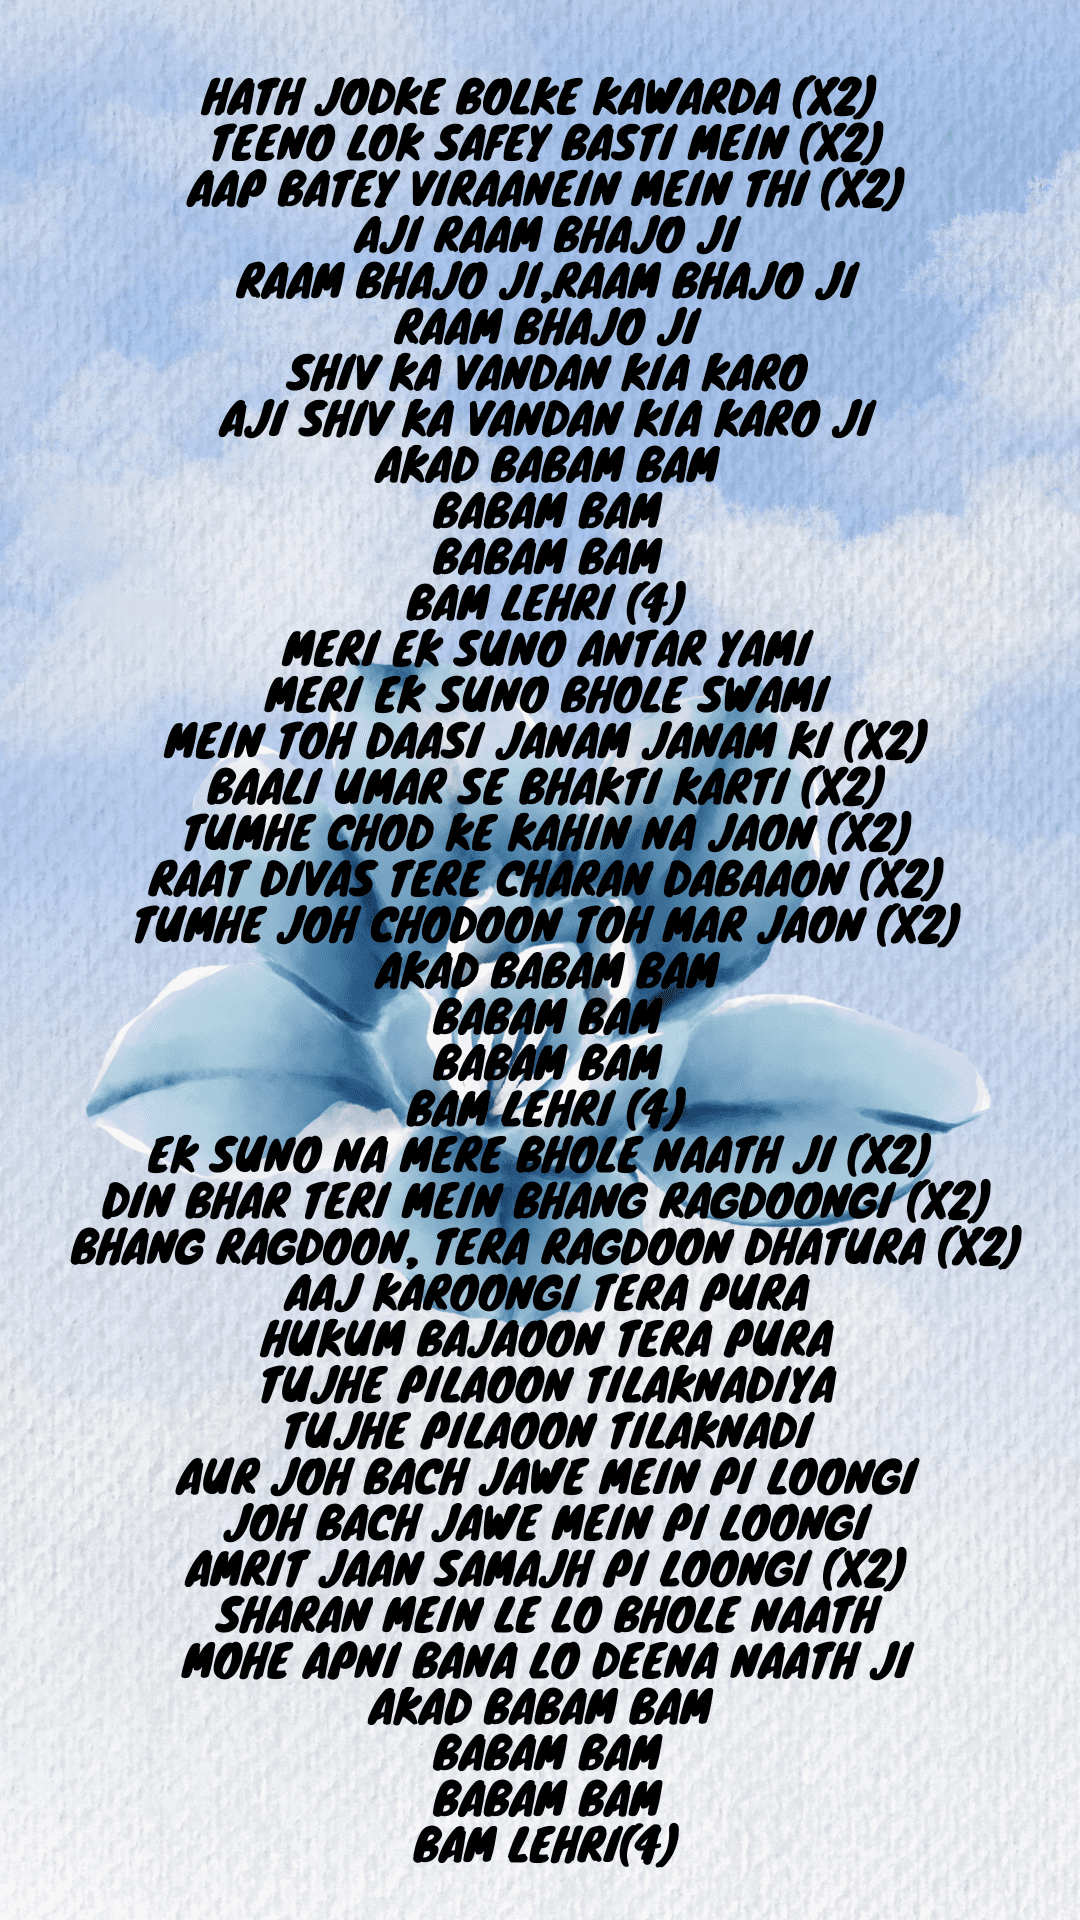 HATH JODKE BOLKE KAWARDA (X2)
TEENO LOK SAFEY BASTI MEIN (X2)
AAP BATEY VIRAANEIN MEIN THI (X2)
AJI RAAM BHAJO JI
RAAM BHAJO JI,RAAM BHAJO JI
RAAM BHAJO JI
SHIV KA VANDAN KIA KARO
AJI SHIV KA VANDAN KIA KARO JI
AKAD BABAM BAM
BABAM BAM
BABAM BAM
BAM LEHRI (4)
MERI EK SUNO ANTAR YAMI
MERI EK SUNO BHOLE SWAMI
MEIN TOH DAASI JANAM JANAM KI (X2)
BAALI UMAR SE BHAKTI KARTI (X2)
TUMHE CHOD KE KAHIN NA JAON (X2)
RAAT DIVAS TERE CHARAN DABAAON (X2)
TUMHE JOH CHODOON TOH MAR JAON (X2)
AKAD BABAM BAM
BABAM BAM
BABAM BAM
BAM LEHRI (4)
EK SUNO NA MERE BHOLE NAATH JI (X2)
DIN BHAR TERI MEIN BHANG RAGDOONGI (X2)
BHANG RAGDOON, TERA RAGDOON DHATURA (X2)
AAJ KAROONGI TERA PURA
HUKUM BAJAOON TERA PURA
TUJHE PILAOON TILAKNADIYA
TUJHE PILAOON TILAKNADI
AUR JOH BACH JAWE MEIN PI LOONGI
JOH BACH JAWE MEIN PI LOONGI
AMRIT JAAN SAMAJH PI LOONGI (X2)
SHARAN MEIN LE LO BHOLE NAATH
MOHE APNI BANA LO DEENA NAATH JI
AKAD BABAM BAM
BABAM BAM
BABAM BAM
BAM LEHRI(4)